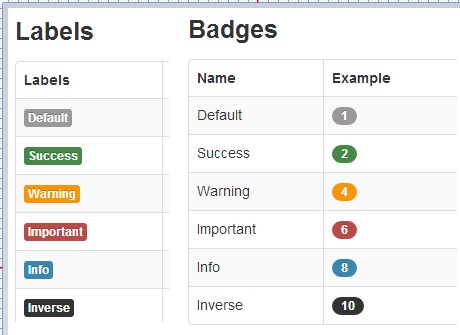 Labels
Labels
Default
Success
Warning
Important
Info
Inverse
Badges
Name Example
Default 1
Success 2
Warning 4
Important 6
Info 8
Inverse 10